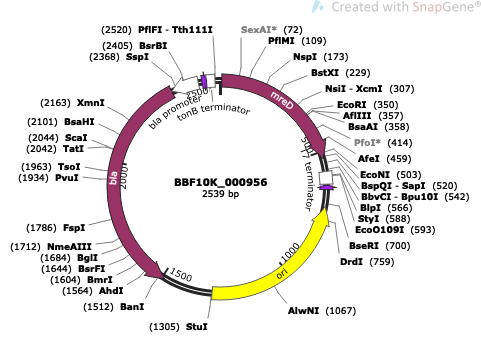 Created with SnapGene®
(2520) PflFI - Tth111I
(2405) BsrBI
(2368) SspI
(2163) XmnI
(2101) BsaHI
(2044) ScaI
(2042) TatI
(1963) TsoI
(1934) PvuI
(1786) FspI
(1712) NmeAIII
(1684) BglI
(1644) BsrFI
(1604) BmrI
(1564) AhdI
(1512) BanI
(1305) StuI
SexAI* (72)
PflMI (109)
NspI (173)
BstXI (229)
NsiI - XcmI (307)
EcoRI (350)
AflIII (357)
BsaAI (358)
PfoI* (414)
AfeI (459)
EcoNI (503)
BspQI - SapI (520)
BbvCI - Bpu10I (542)
BlpI (566)
StyI (588)
EcoO109I (593)
BseRI (700)
DrdI (759)
AlwNI (1067)
bla promoter
tonB terminator
mreD
T7 terminator
ori
bla
500
1000
1500
2000
2500
BBF10K_000956
2539 bp